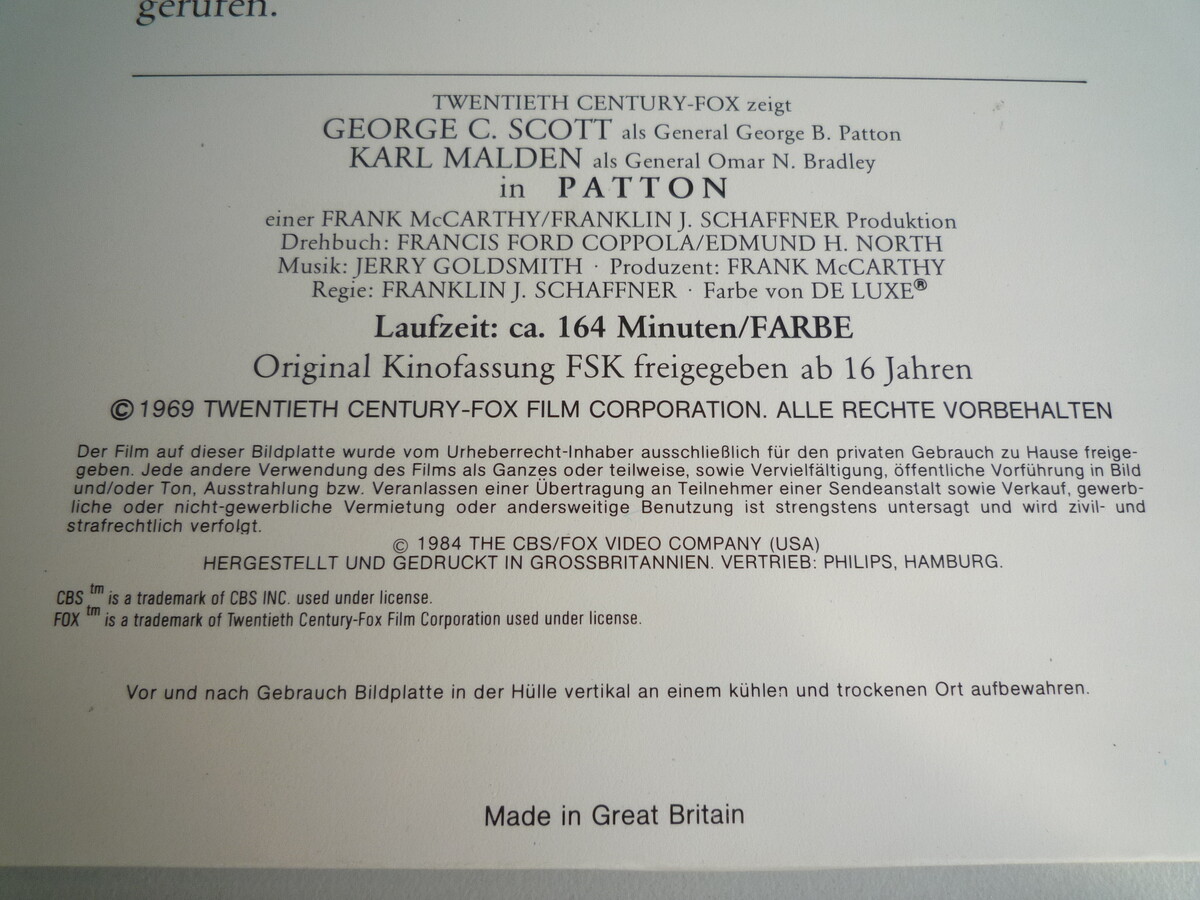 gerufen.
TWENTIETH CENTURY-FOX zeigt
GEORGE C. SCOTT als General George B. Patton
KARL MALDEN als General Omar N. Bradley
in PATTON
einer FRANK McCARTHY/FRANKLIN J. SCHAFFNER Produktion
Drehbuch: FRANCIS FORD COPPOLA/EDMUND H. NORTH
Musik: JERRY GOLDSMITH · Produzent: FRANK McCARTHY
Regie: FRANKLIN J. SCHAFFNER · Farbe von DE LUXE®
Laufzeit: ca. 164 Minuten/FARBE
Original Kinofassung FSK freigegeben ab 16 Jahren
© 1969 TWENTIETH CENTURY-FOX FILM CORPORATION. ALLE RECHTE VORBEHALTEN
Der Film auf dieser Bildplatte wurde vom Urheberrecht-Inhaber ausschließlich für den privaten Gebrauch zu Hause freige-
geben. Jede andere Verwendung des Films als Ganzes oder teilweise, sowie Vervielfältigung, öffentliche Vorführung in Bild
und/oder Ton, Ausstrahlung bzw. Veranlassen einer Übertragung an Teilnehmer einer Sendeanstalt sowie Verkauf, gewerb-
liche oder nicht-gewerbliche Vermietung oder andersweitige Benutzung ist strengstens untersagt und wird zivil- und
strafrechtlich verfolgt.
© 1984 THE CBS/FOX VIDEO COMPANY (USA)
HERGESTELLT UND GEDRUCKT IN GROSSBRITANNIEN. VERTRIEB: PHILIPS, HAMBURG.
CBS tm is a trademark of CBS INC. used under license.
FOX tm is a trademark of Twentieth Century-Fox Film Corporation used under license.
Vor und nach Gebrauch Bildplatte in der Hülle vertikal an einem kühlen und trockenen Ort aufbewahren.
Made in Great Britain